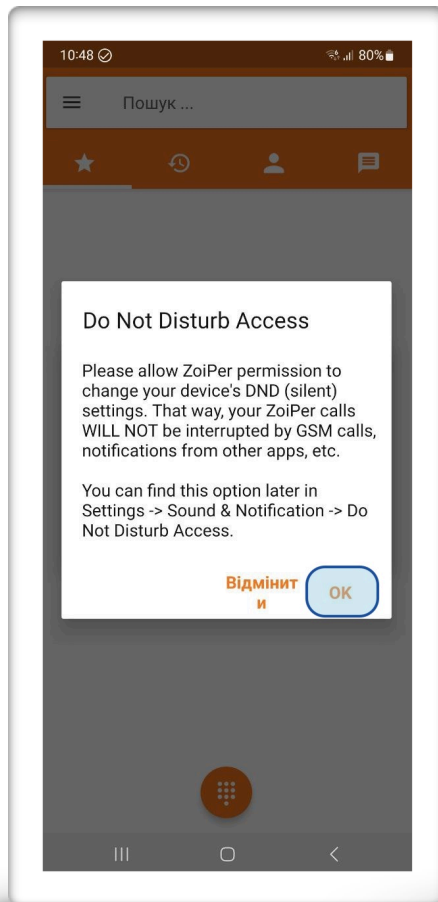 10:48 80%
Пошук ...
Do Not Disturb Access
Please allow ZoiPer permission to
change your device's DND (silent)
settings. That way, your ZoiPer calls
WILL NOT be interrupted by GSM calls,
notifications from other apps, etc.
You can find this option later in
Settings -> Sound & Notification -> Do
Not Disturb Access.
Відмінит
и
OK